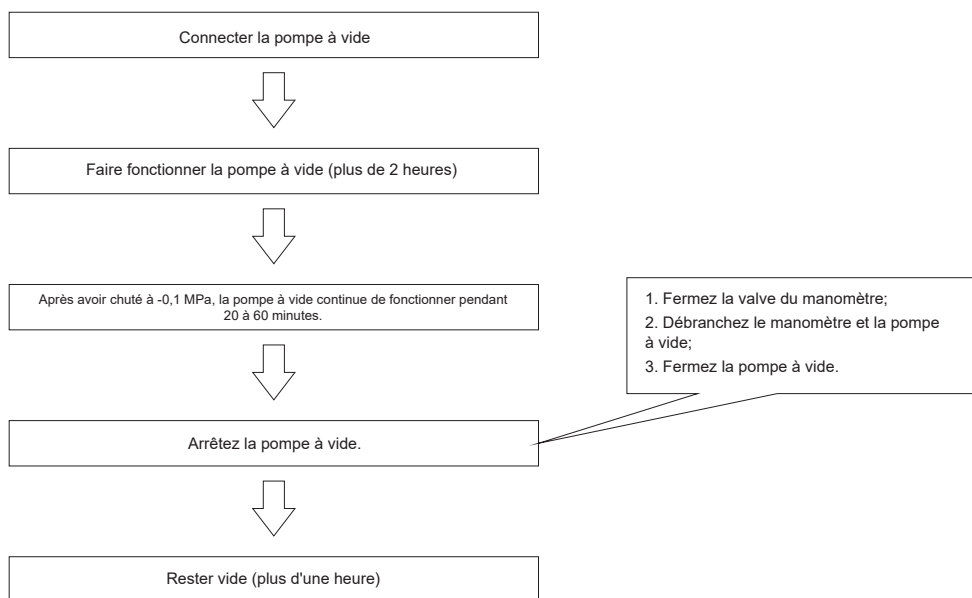 Connecter la pompe à vide
Faire fonctionner la pompe à vide (plus de 2 heures)
Après avoir chuté à -0,1 MPa, la pompe à vide continue de fonctionner pendant
20 à 60 minutes.
1. Fermez la valve du manomètre;
2. Débranchez le manomètre et la pompe
à vide;
3. Fermez la pompe à vide.
Arrêtez la pompe à vide.
Rester vide (plus d'une heure)